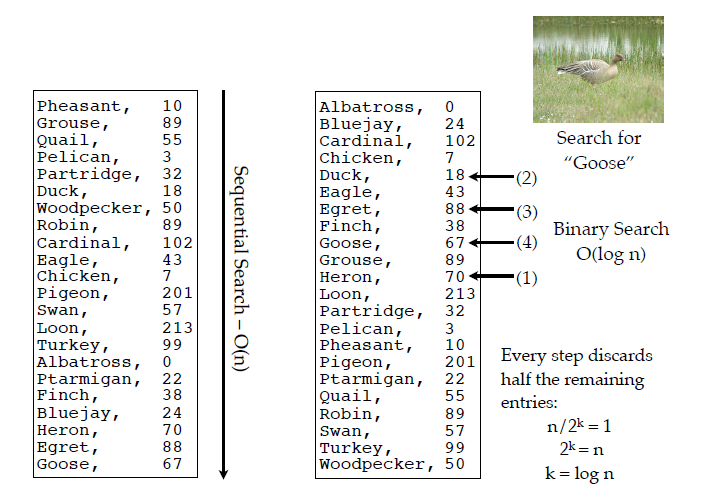 Pheasant, 10
Grouse, 89
Quail, 55
Pelican, 3
Partridge, 32
Duck, 18
Woodpecker, 50
Robin, 89
Cardinal, 102
Eagle, 43
Chicken, 7
Pigeon, 201
Swan, 57
Loon, 213
Turkey, 99
Albatross, 0
Ptarmigan, 22
Finch, 38
Bluejay, 24
Heron, 70
Egret, 88
Goose, 67
Sequential Search – O(n)
Albatross, 0
Bluejay, 24
Cardinal, 102
Chicken, 7
Duck, 18
Eagle, 43
Egret, 88
Finch, 38
Goose, 67
Grouse, 89
Heron, 70
Loon, 213
Partridge, 32
Pelican, 3
Pheasant, 10
Pigeon, 201
Ptarmigan, 22
Quail, 55
Robin, 89
Swan, 57
Turkey, 99
Woodpecker, 50
(2)
(3)
(4)
(1)
Search for
“Goose”
Binary Search
O(log n)
Every step discards
half the remaining
entries:
n/2ᵏ = 1
2ᵏ = n
k = log n